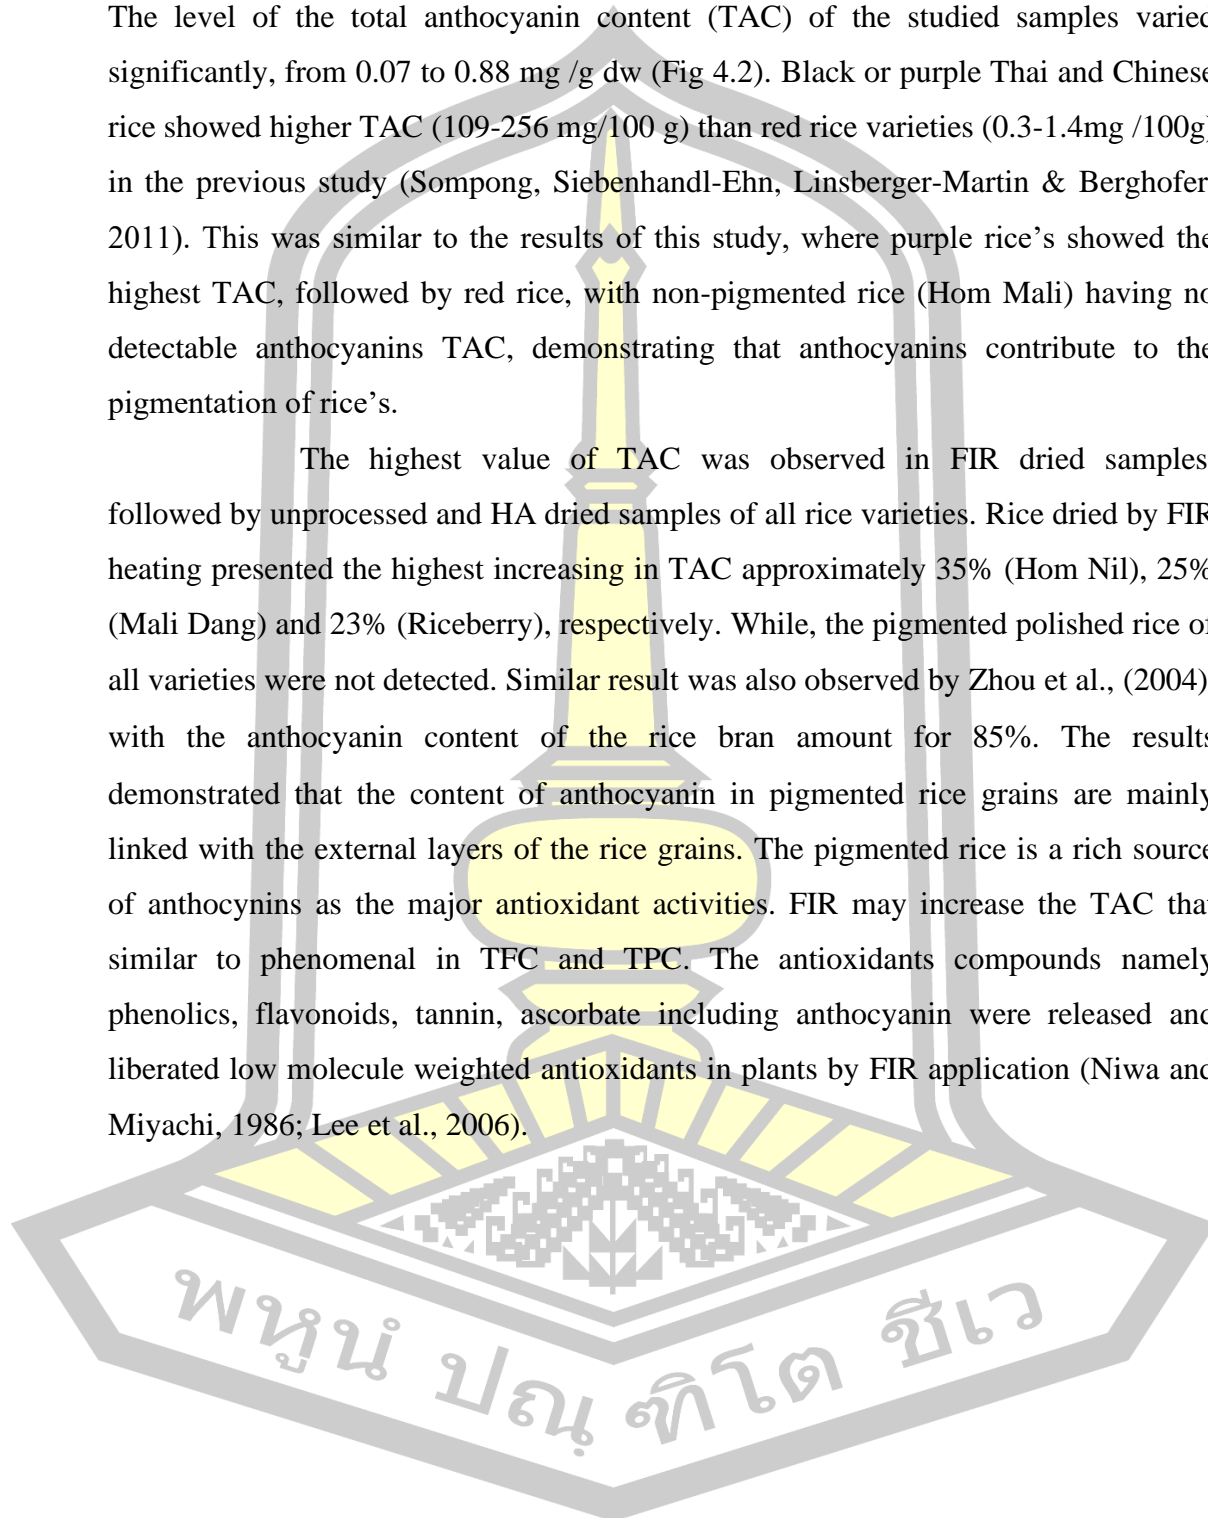 The level of the total anthocyanin content (TAC) of the studied samples varied
significantly, from 0.07 to 0.88 mg /g dw (Fig 4.2). Black or purple Thai and Chinese
rice showed higher TAC (109-256 mg/100 g) than red rice varieties (0.3-1.4mg /100g)
in the previous study (Sompong, Siebenhandl-Ehn, Linsberger-Martin & Berghofer
2011). This was similar to the results of this study, where purple rice’s showed the
highest TAC, followed by red rice, with non-pigmented rice (Hom Mali) having no
detectable anthocyanins TAC, demonstrating that anthocyanins contribute to the
pigmentation of rice’s.
The highest value of TAC was observed in FIR dried samples
followed by unprocessed and HA dried samples of all rice varieties. Rice dried by FIR
heating presented the highest increasing in TAC approximately 35% (Hom Nil), 25%
(Mali Dang) and 23% (Riceberry), respectively. While, the pigmented polished rice of
all varieties were not detected. Similar result was also observed by Zhou et al., (2004)
with the anthocyanin content of the rice bran amount for 85%. The results
demonstrated that the content of anthocyanin in pigmented rice grains are mainly
linked with the external layers of the rice grains. The pigmented rice is a rich source
of anthocynins as the major antioxidant activities. FIR may increase the TAC that
similar to phenomenal in TFC and TPC. The antioxidants compounds namely
phenolics, flavonoids, tannin, ascorbate including anthocyanin were released and
liberated low molecule weighted antioxidants in plants by FIR application (Niwa and
Miyachi, 1986; Lee et al., 2006).
พหูนํ ปณฺฑิโต ชีเว